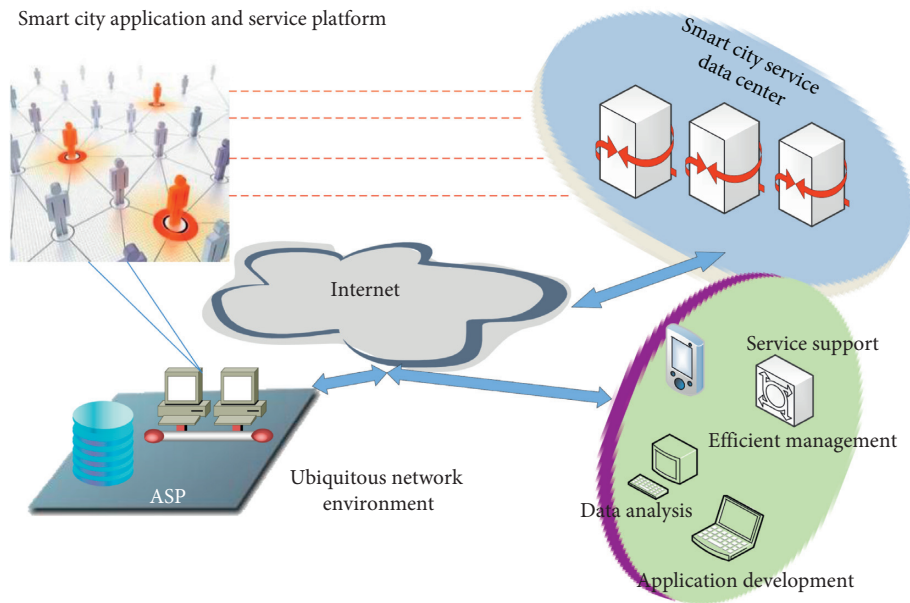 Smart city application and service platform
Smart city service
data center
Internet
Service support
Efficient management
Ubiquitous network
environment
ASP
Data analysis
Application development